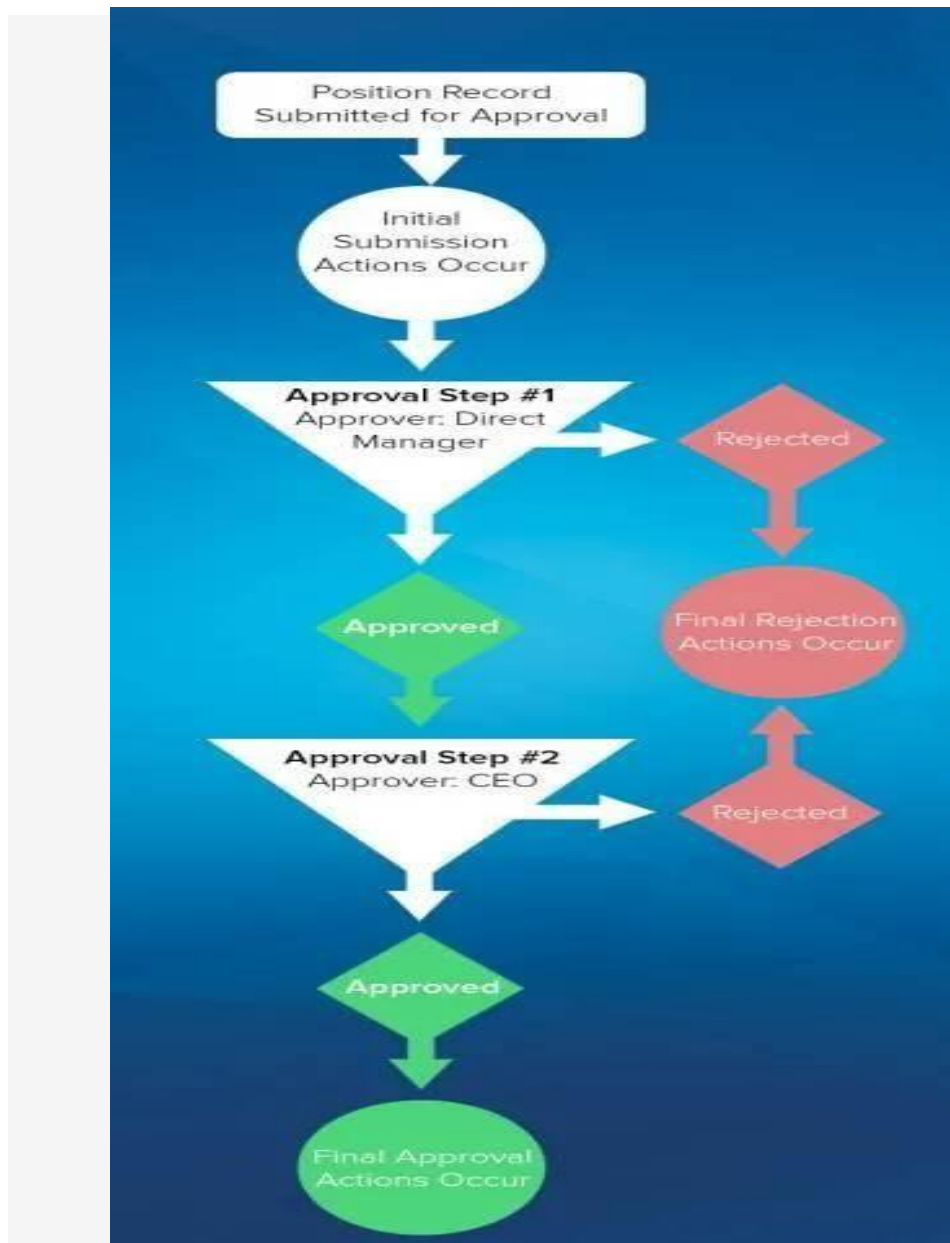 Position Record
Submitted for Approval
Initial
Submission
Actions Occur
Approval Step #1
Approver: Direct
Manager
Rejected
Approved
Final Rejection
Actions Occur
Approval Step #2
Approver: CEO
Rejected
Approved
Final Approval
Actions Occur